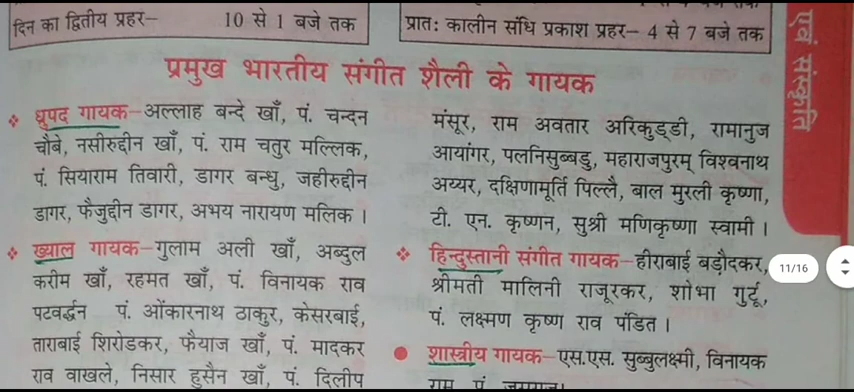 दिन का द्वितीय प्रहर–
10 से 1 बजे तक
प्रात: कालीन संधि प्रकाश प्रहर– 4 से 7 बजे तक
एवं संस्कृति
प्रमुख भारतीय संगीत शैली के गायक
ध्रुपद गायक–अल्लाह बन्दे खाँ, पं. चन्दन
चौबे, नसीरुद्दीन खाँ, पं. राम चतुर मल्लिक,
पं. सियाराम तिवारी, डागर बन्धु, जहीरुद्दीन
डागर, फैजुद्दीन डागर, अभय नारायण मलिक ।
ख्याल गायक–गुलाम अली खाँ, अब्दुल
करीम खाँ, रहमत खाँ, पं. विनायक राव
पटवर्द्धन पं. ओंकारनाथ ठाकुर, केसरबाई,
ताराबाई शिरोडकर, फैयाज खाँ, पं. मादकर
राव वाखले, निसार हुसैन खाँ, पं. दिलीप
मंसूर, राम अवतार अरिकुड्डी, रामानुज
आयांगर, पलनिसुब्बडु, महाराजपुरम् विश्वनाथ
अय्यर, दक्षिणामूर्ति पिल्लै, बाल मुरली कृष्णा,
टी. एन. कृष्णन, सुश्री मणिकृष्णा स्वामी ।
हिन्दुस्तानी संगीत गायक–हीराबाई बड़ौदकर,
श्रीमती मालिनी राजूरकर, शोभा गुर्टू,
पं. लक्ष्मण कृष्ण राव पंडित ।
शास्त्रीय गायक–एस.एस. सुब्बुलक्ष्मी, विनायक
11/16